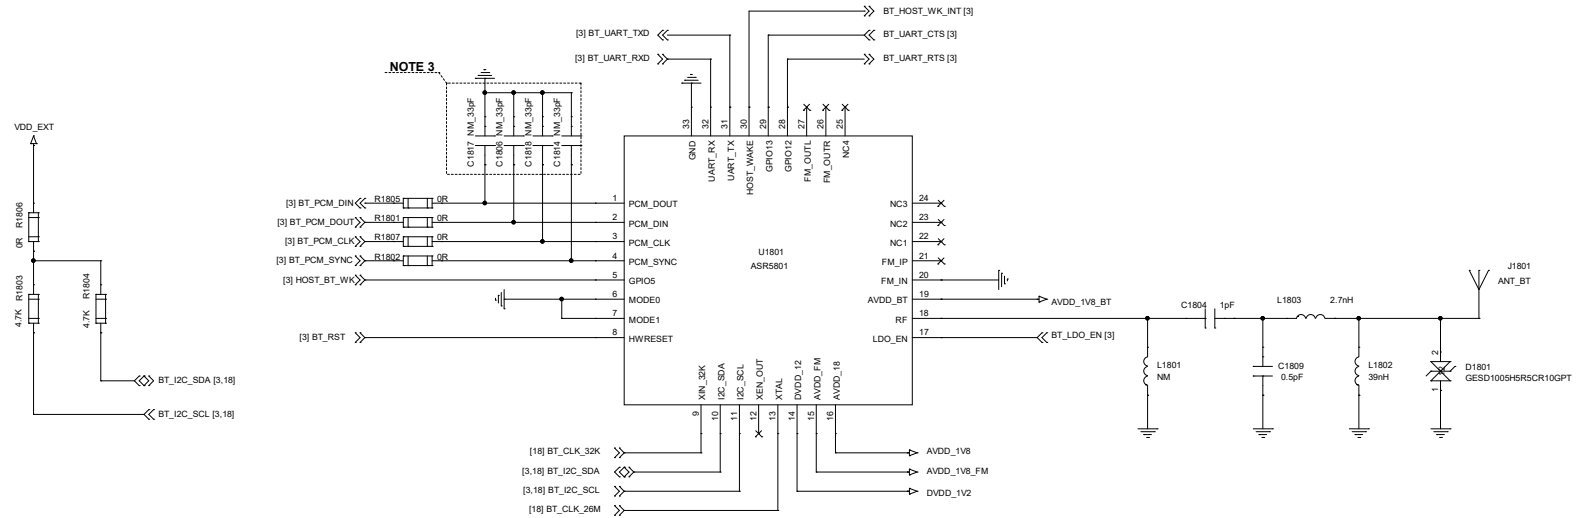 BT_HOST_WK_INT [3]
[3] BT_UART_TXD
BT_UART_CTS [3]
[3] BT_UART_RXD
BT_UART_RTS [3]
NOTE 3
VDD_EXT
R1806
0R
R1803
4.7K
R1804
4.7K
BT_I2C_SDA [3,18]
BT_I2C_SCL [3,18]
C1817 NM_33pF
C1806 NM_33pF
C1818 NM_33pF
C1814 NM_33pF
[3] BT_PCM_DIN R1805 0R 1 PCM_DOUT
[3] BT_PCM_DOUT R1801 0R 2 PCM_DIN
[3] BT_PCM_CLK R1807 0R 3 PCM_CLK
[3] BT_PCM_SYNC R1802 0R 4 PCM_SYNC
[3] HOST_BT_WK 5 GPIO5
6 MODE0
7 MODE1
[3] BT_RST 8 HWRESET
33 GND
32 UART_RX
31 UART_TX
30 HOST_WAKE
29 GPIO13
28 GPIO12
27 FM_OUTL
26 FM_OUTR
25 NC4
U1801
ASR5801
NC3 24
NC2 23
NC1 22
FM_IP 21
FM_IN 20
AVDD_BT 19 AVDD_1V8_BT
RF 18
LDO_EN 17 BT_LDO_EN [3]
XIN_32K 9
I2C_SDA 10
I2C_SCL 11
XEN_OUT 12
XTAL 13
DVDD_12 14
AVDD_FM 15
AVDD_18 16
[18] BT_CLK_32K
[3,18] BT_I2C_SDA
[3,18] BT_I2C_SCL
[18] BT_CLK_26M
AVDD_1V8
AVDD_1V8_FM
DVDD_1V2
C1804 1pF
L1803 2.7nH
J1801
ANT_BT
L1801
NM
C1809
0.5pF
L1802
39nH
2
1
D1801
GESD1005H5R5CR10GPT